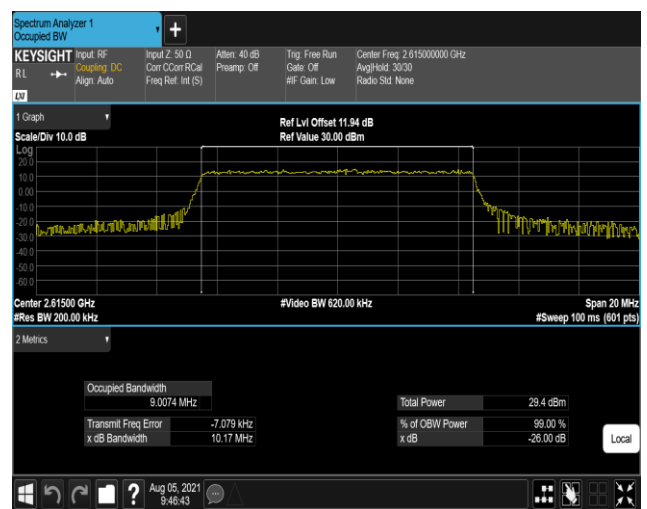 Spectrum Analyzer 1
Occupied BW
KEYSIGHT
R L
LXI
Input: RF
Coupling: DC
Align: Auto
Input Z: 50 Ω
Corr CCorr RCal
Freq Ref: Int (S)
Atten: 40 dB
Preamp: Off
Trig: Free Run
Gate: Off
#IF Gain: Low
Center Freq: 2.615000000 GHz
Avg|Hold: 30/30
Radio Std: None
1 Graph
Scale/Div 10.0 dB
Ref Lvl Offset 11.94 dB
Ref Value 30.00 dBm
Log
20.0
10.0
0.00
-10.0
-20.0
-30.0
-40.0
-50.0
-60.0
Center 2.61500 GHz
#Res BW 200.00 kHz
#Video BW 620.00 kHz
Span 20 MHz
#Sweep 100 ms (601 pts)
2 Metrics
Occupied Bandwidth
9.0074 MHz
Transmit Freq Error -7.079 kHz
x dB Bandwidth 10.17 MHz
Total Power 29.4 dBm
% of OBW Power 99.00 %
x dB -26.00 dB
Local
?
Aug 05, 2021
9:46:43